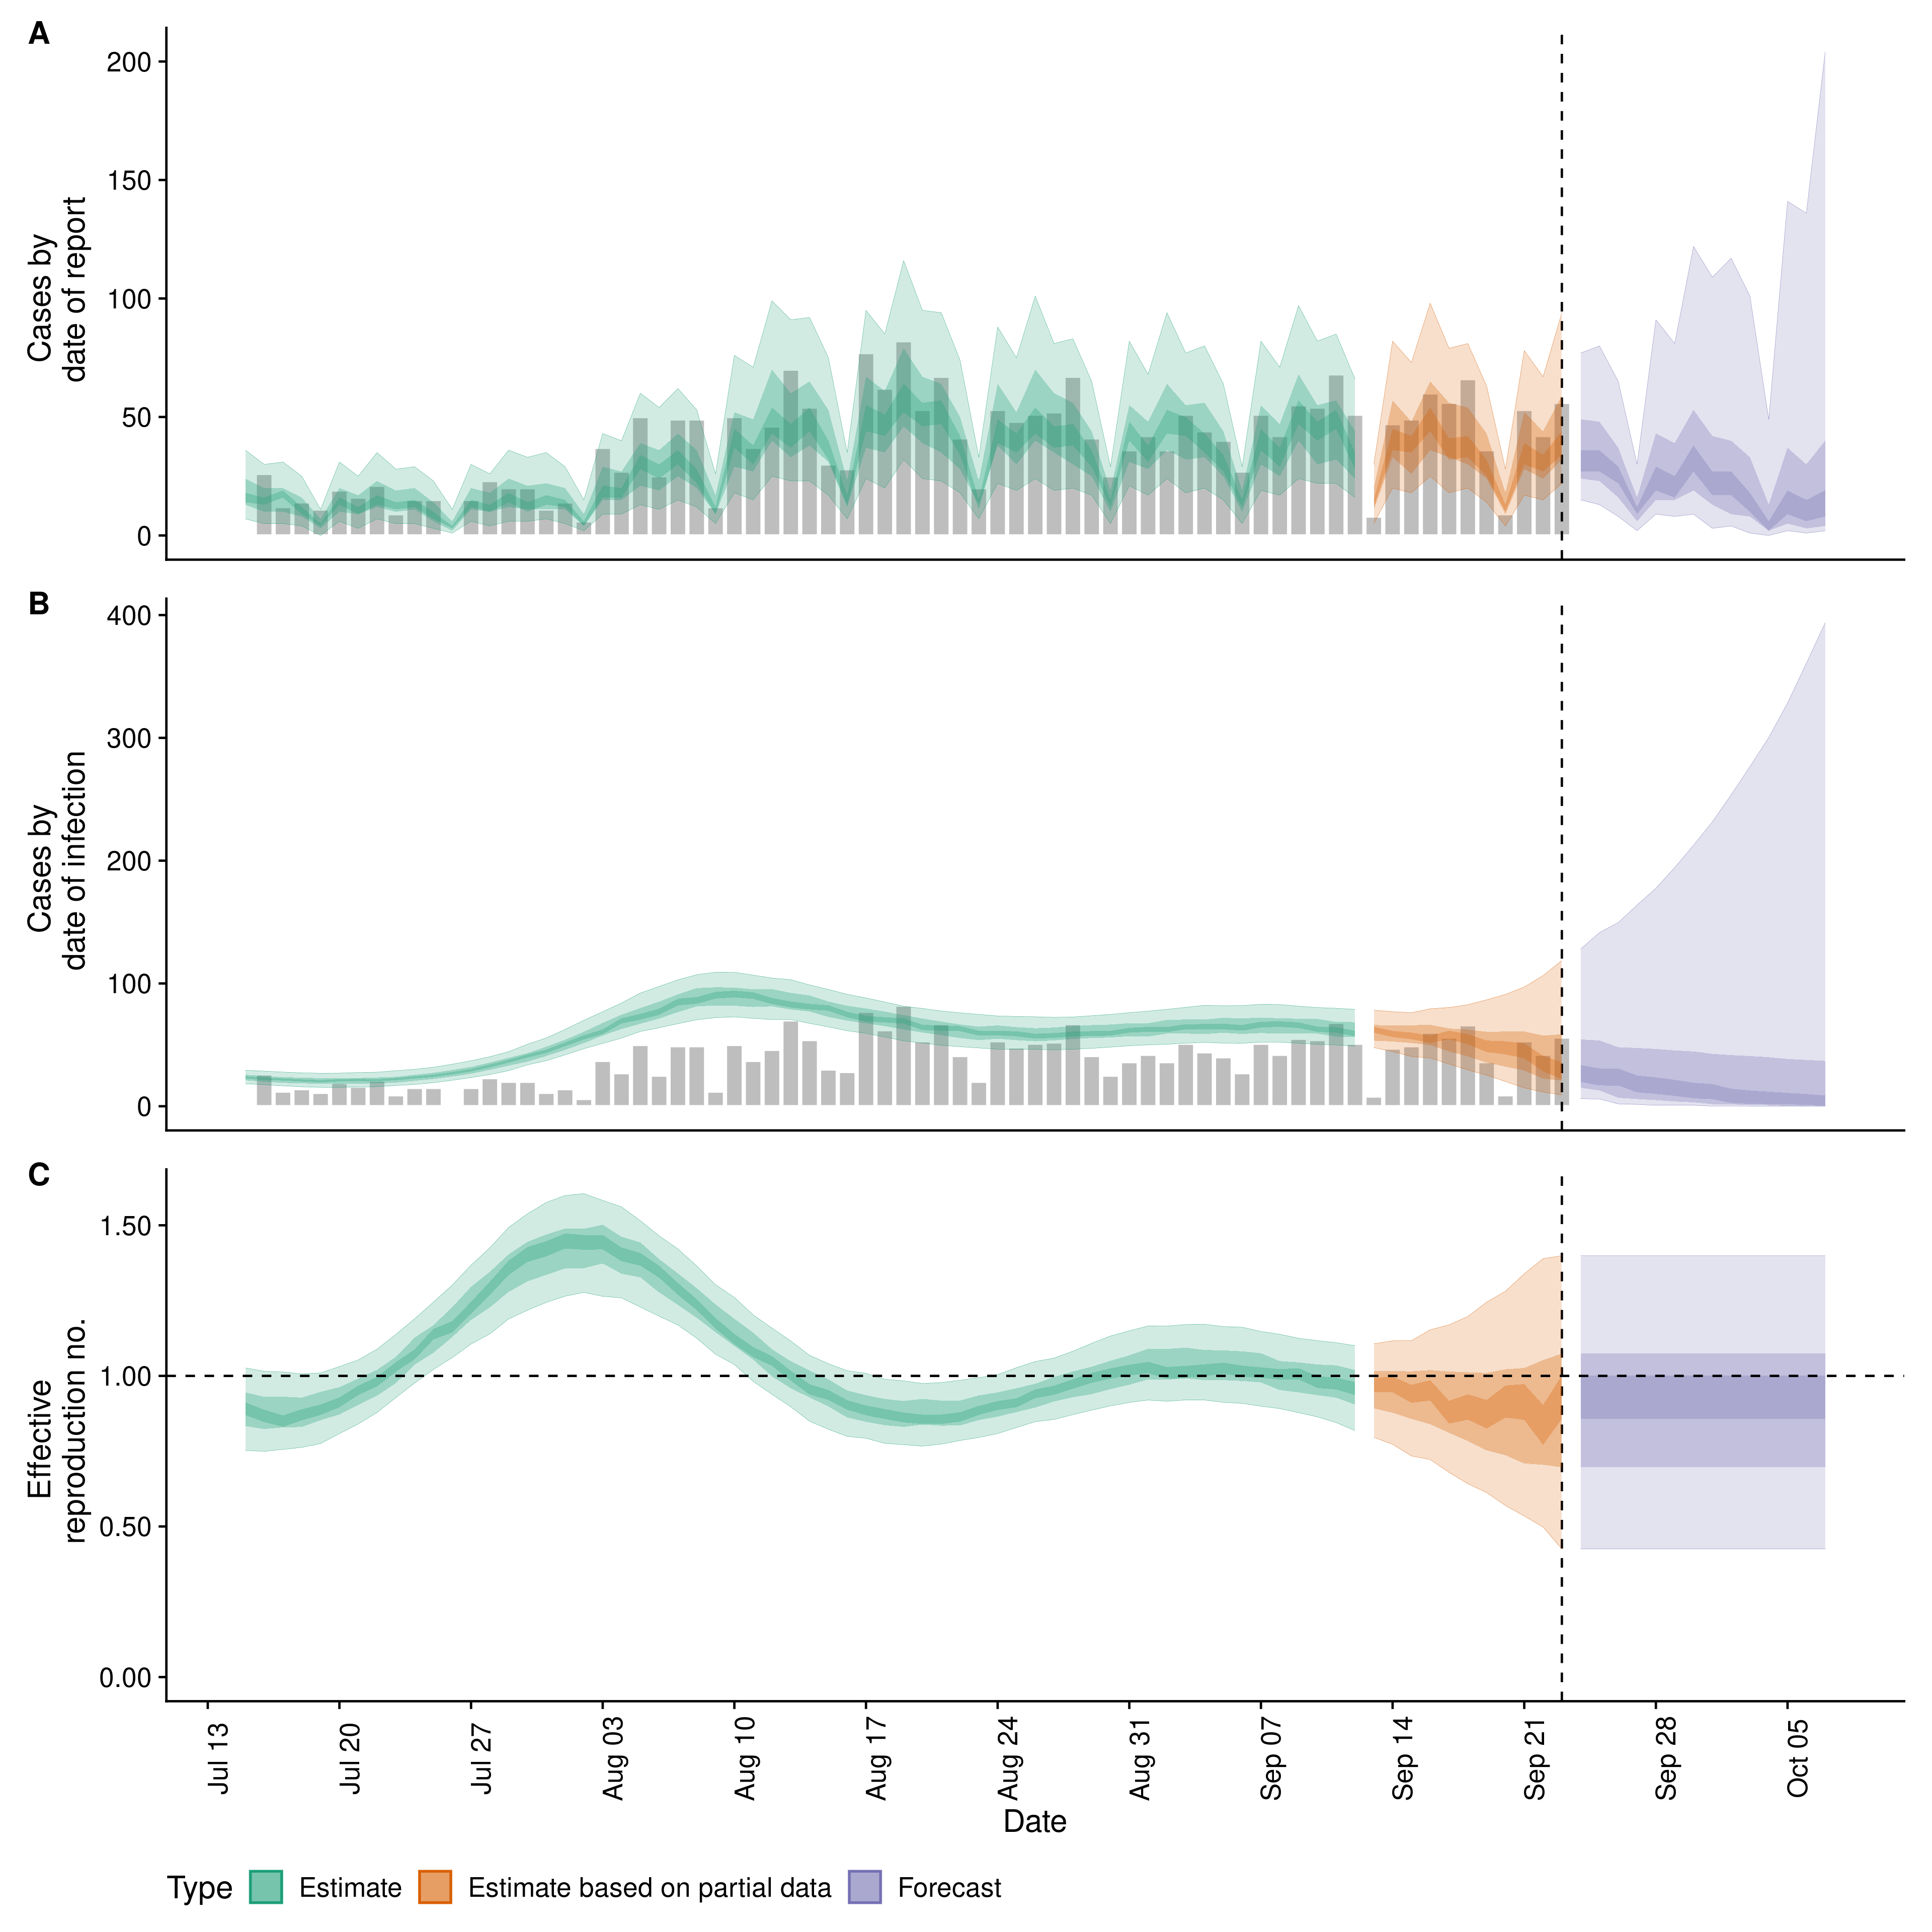 A
200
150
100
50
0
Cases by
date of report
B
400
300
200
100
0
Cases by
date of infection
C
1.50
1.00
0.50
0.00
Effective
reproduction no.
Jul 13
Jul 20
Jul 27
Aug 03
Aug 10
Aug 17
Aug 24
Aug 31
Sep 07
Sep 14
Sep 21
Sep 28
Oct 05
Date
Type Estimate Estimate based on partial data Forecast